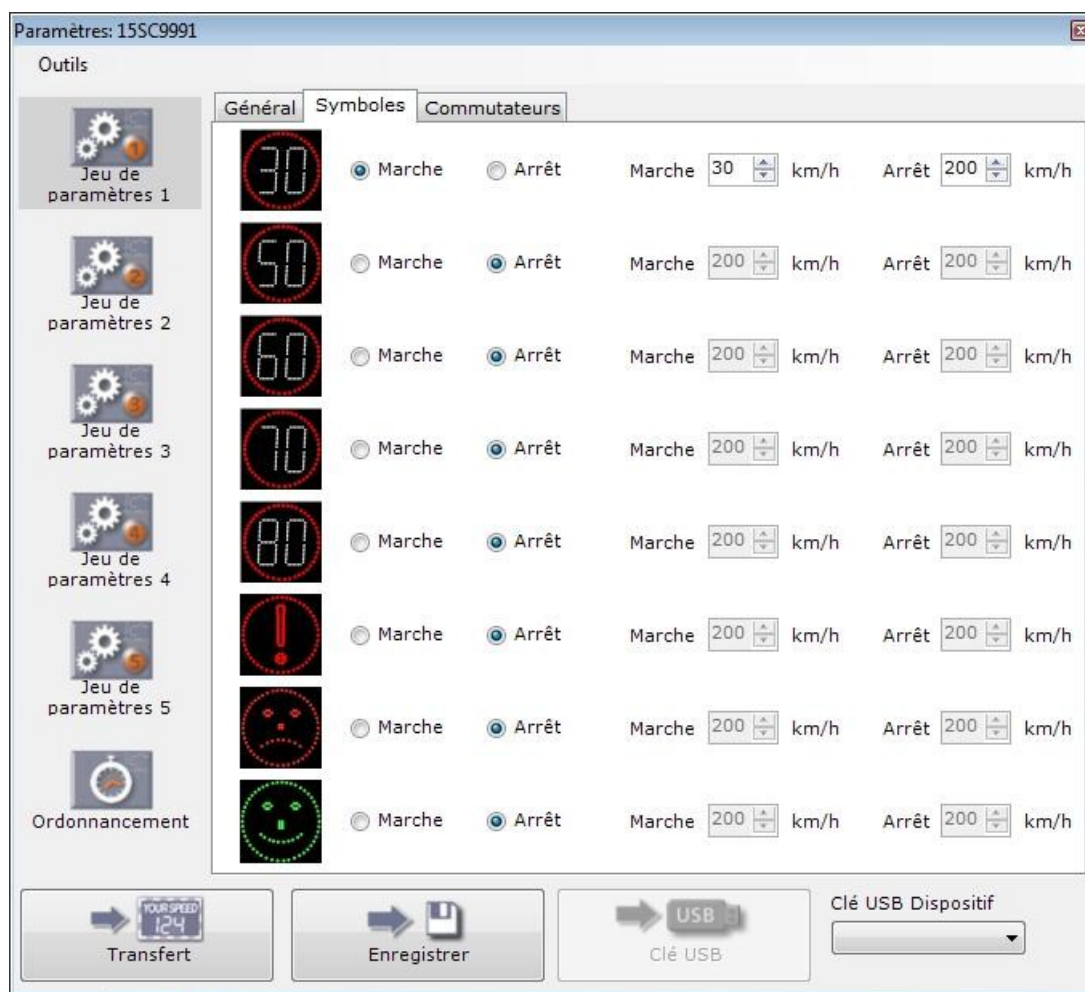 Paramètres: 15SC9991
Outils
1
Jeu de
paramètres 1
2
Jeu de
paramètres 2
3
Jeu de
paramètres 3
4
Jeu de
paramètres 4
5
Jeu de
paramètres 5
Ordonnancement
Général Symboles Commutateurs
30 Marche Arrêt Marche 30 km/h Arrêt 200 km/h
50 Marche Arrêt Marche 200 km/h Arrêt 200 km/h
60 Marche Arrêt Marche 200 km/h Arrêt 200 km/h
70 Marche Arrêt Marche 200 km/h Arrêt 200 km/h
80 Marche Arrêt Marche 200 km/h Arrêt 200 km/h
! Marche Arrêt Marche 200 km/h Arrêt 200 km/h
Marche Arrêt Marche 200 km/h Arrêt 200 km/h
Marche Arrêt Marche 200 km/h Arrêt 200 km/h
YOUR SPEED
124
Transfert
Enregistrer
USB
Clé USB
Clé USB Dispositif